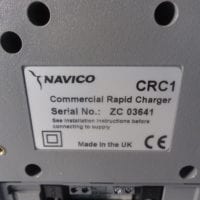 NAVICO
CRC1
Commercial Rapid Charger
Serial No.: ZC 03641
See installation instructions before
connecting to supply
Made in the UK
CE